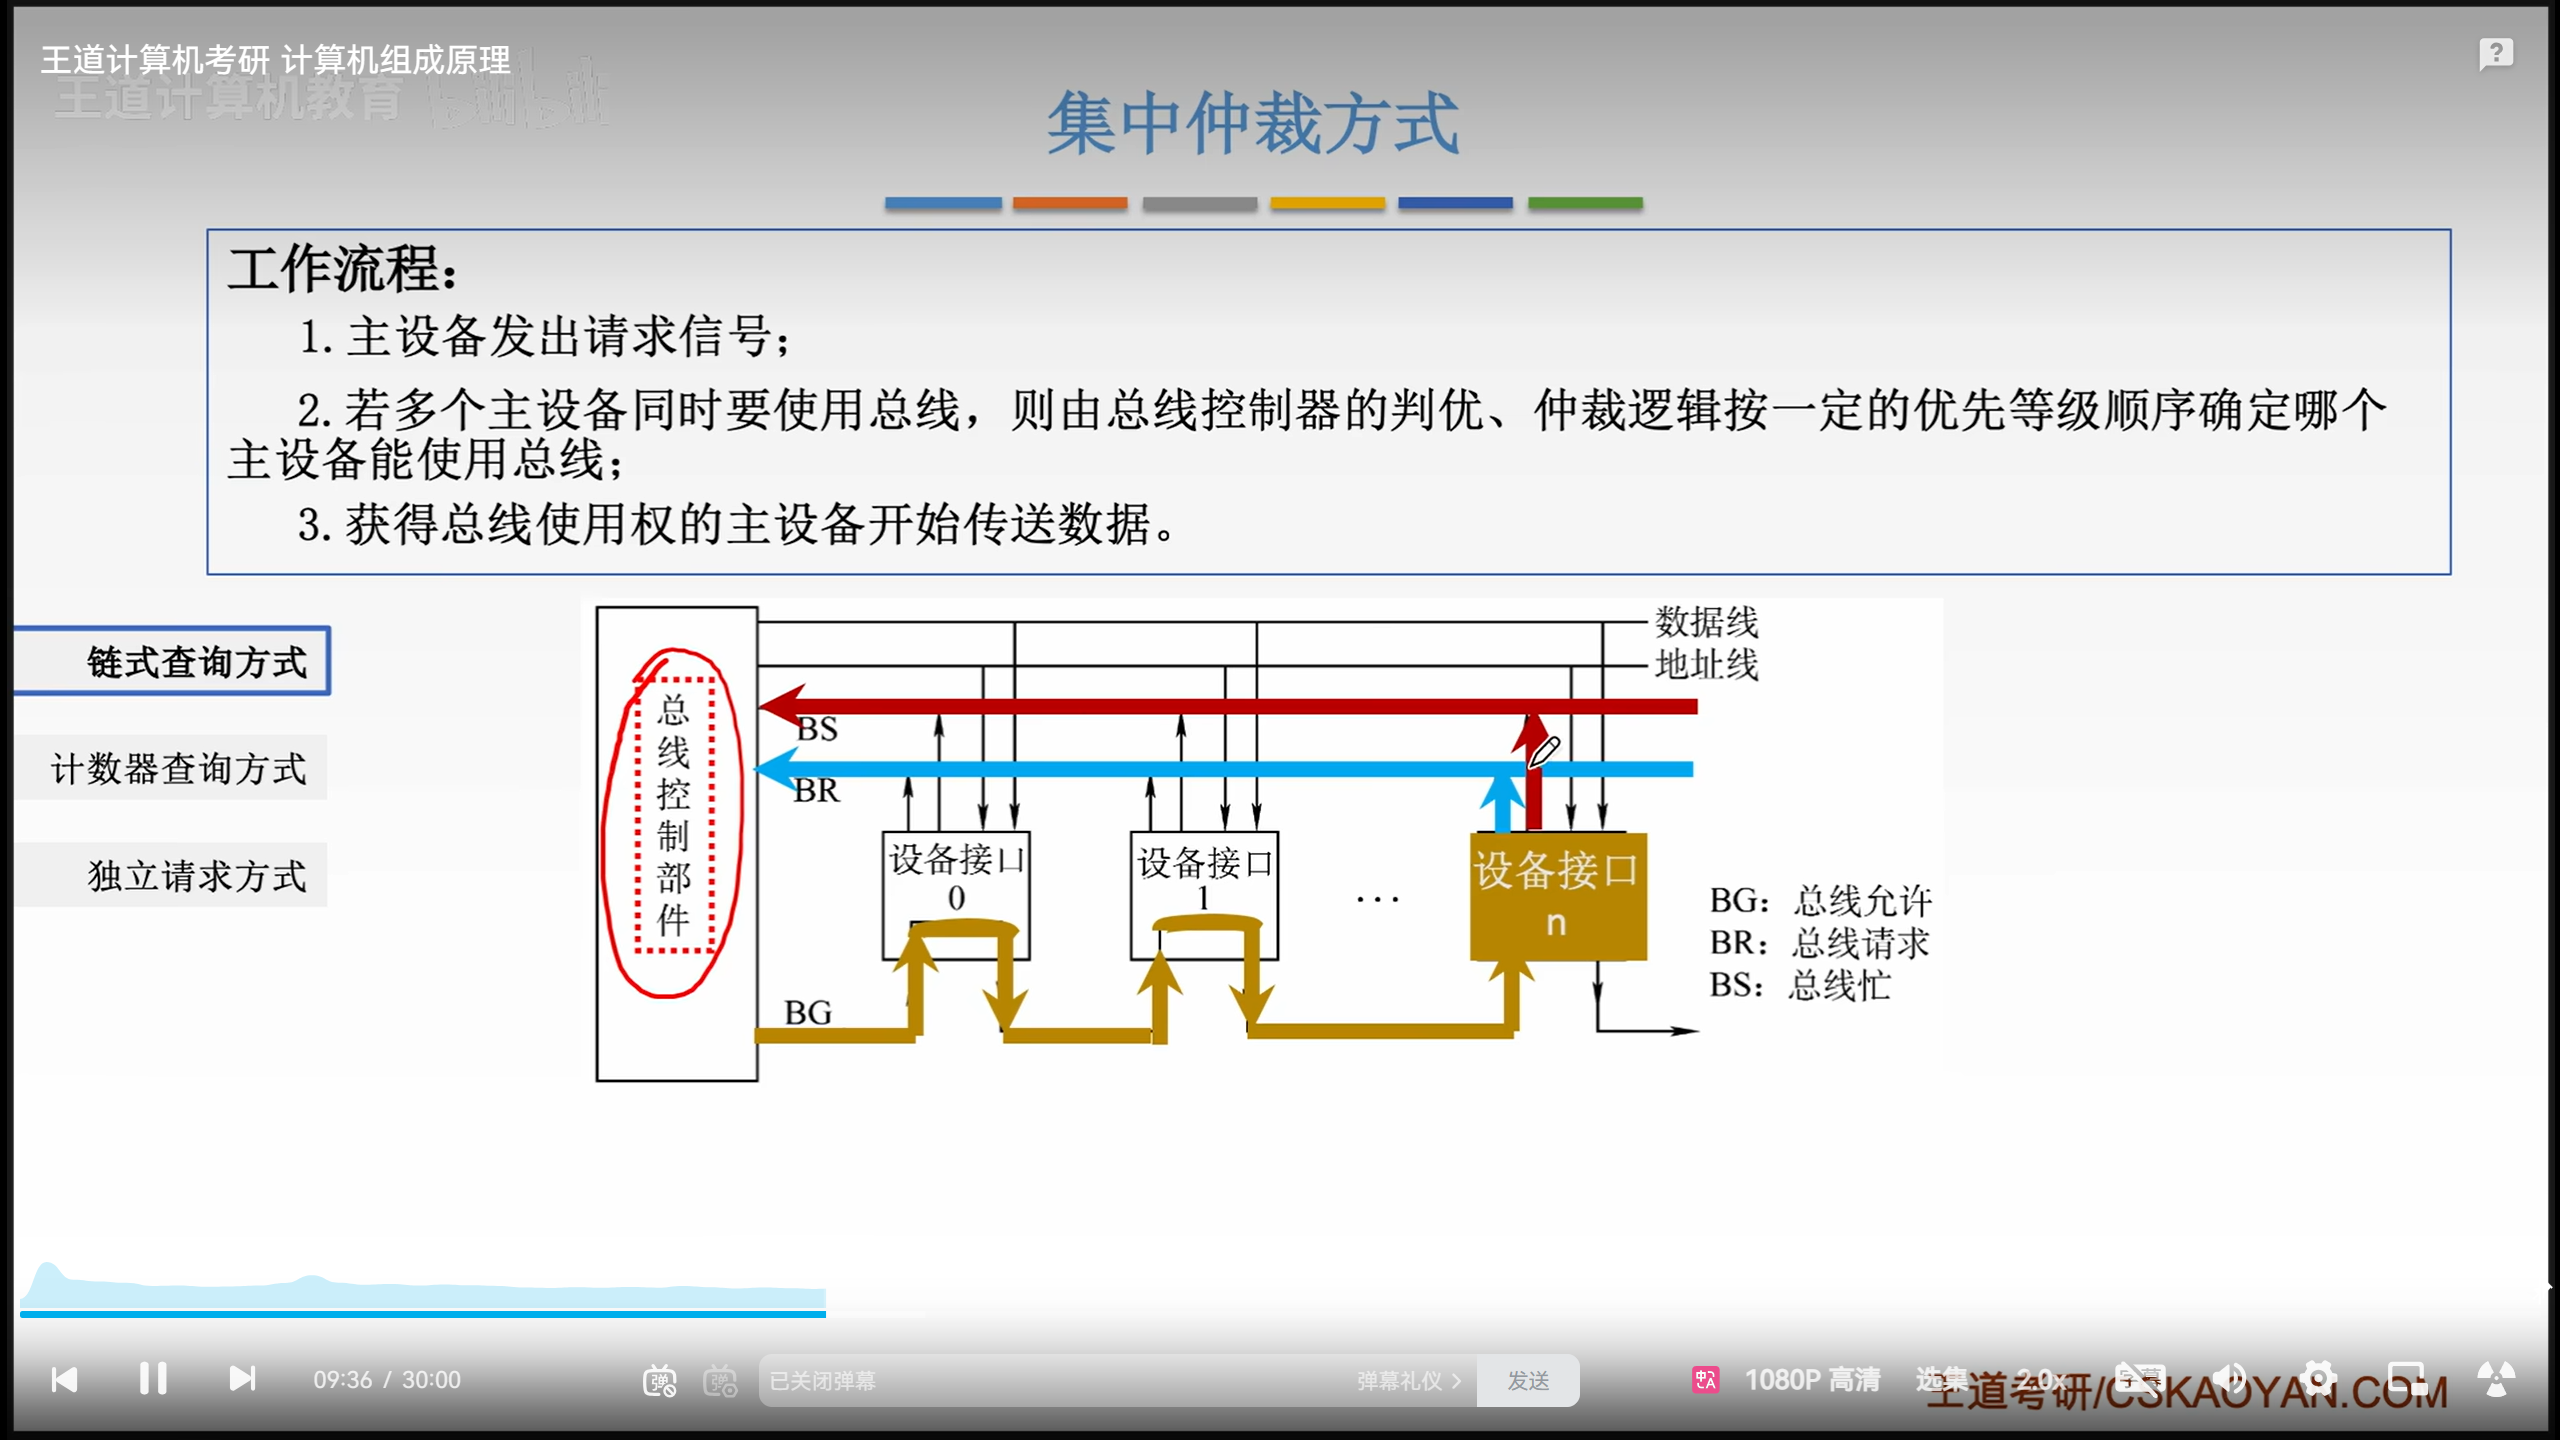 王道计算机考研 计算机组成原理
王道计算机教育 bilibili
集中仲裁方式
工作流程：
1. 主设备发出请求信号；
2. 若多个主设备同时要使用总线，则由总线控制器的判优、仲裁逻辑按一定的优先等级顺序确定哪个
主设备能使用总线；
3. 获得总线使用权的主设备开始传送数据。
链式查询方式
计数器查询方式
独立请求方式
总线控制部件
数据线
地址线
BS
BR
设备接口
0
设备接口
1
···
设备接口
n
BG
BG：总线允许
BR：总线请求
BS：总线忙
09:36 / 30:00
弹
弹
已关闭弹幕
弹幕礼仪 >
发送
1080P 高清
选集
2.0x
字幕
王道考研/CSKAOYAN.COM